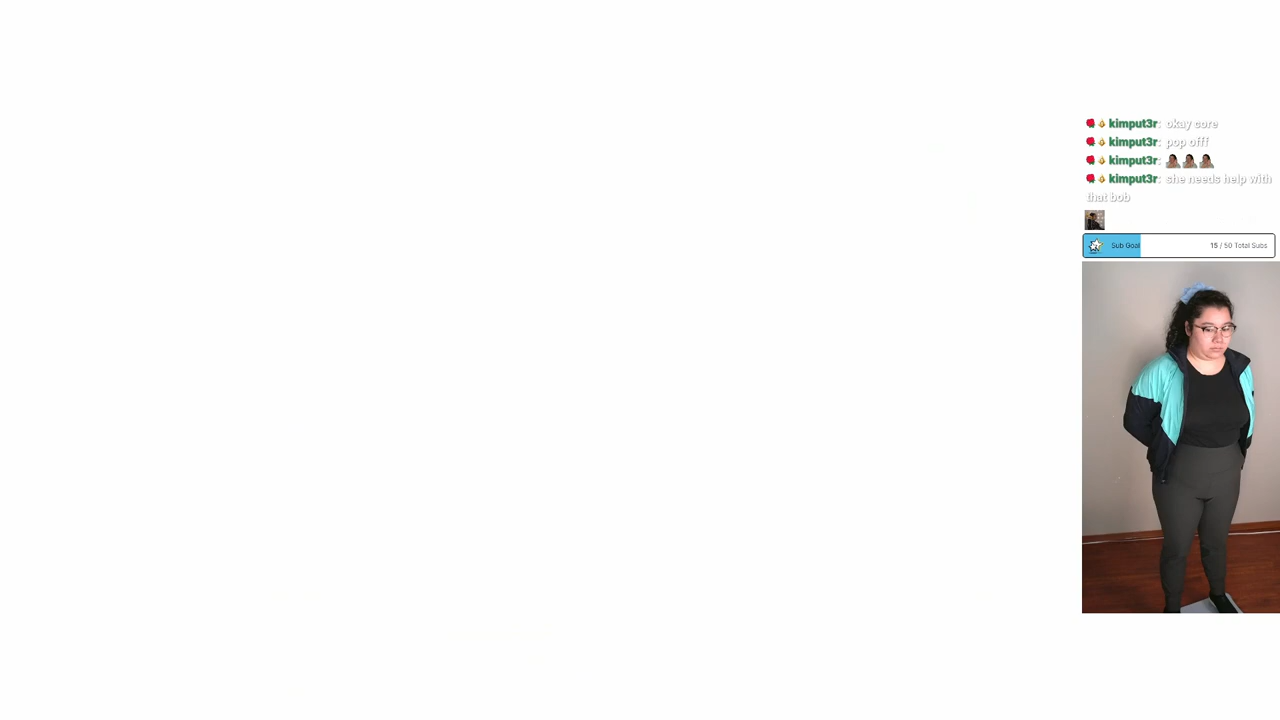 kimput3r: okay core
kimput3r: pop offf
kimput3r:
kimput3r: she needs help with
that bob
Sub Goal 15 / 50 Total Subs